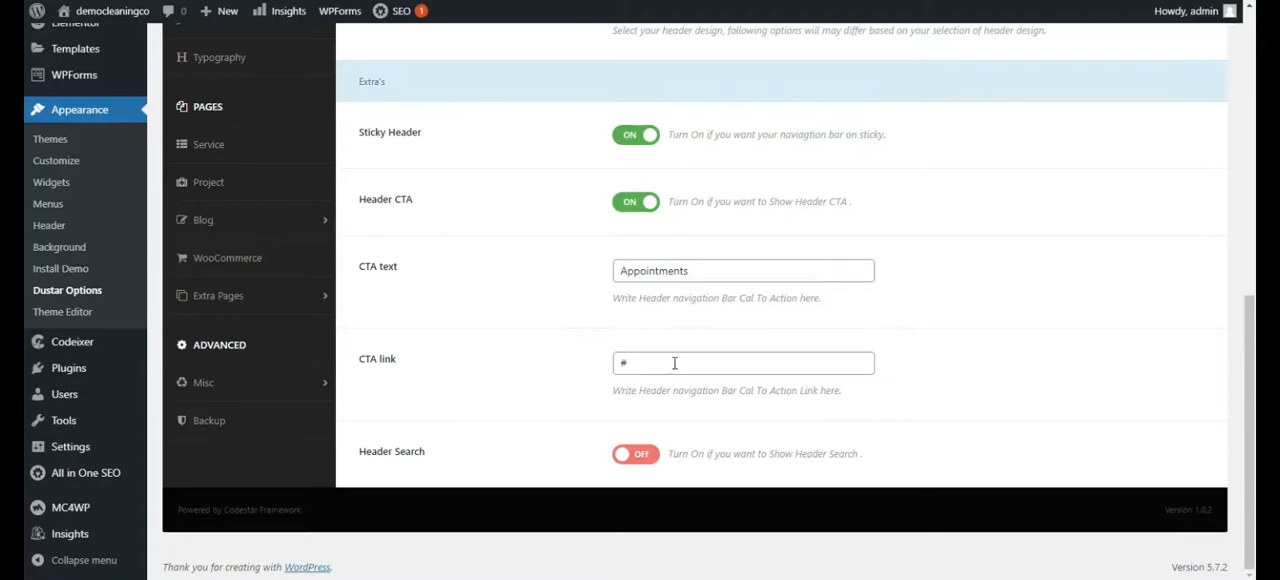 democleaningco 0 New Insights WPForms SEO 1 Howdy, admin
Elementor
Templates
WPForms
Appearance
Themes
Customize
Widgets
Menus
Header
Background
Install Demo
Dustar Options
Theme Editor
Codeixer
Plugins
Users
Tools
Settings
All in One SEO
MC4WP
Insights
Collapse menu
Typography
PAGES
Service
Project
Blog
WooCommerce
Extra Pages
ADVANCED
Misc
Backup
Select your header design, following options will may differ based on your selection of header design.
Extra's
Sticky Header ON Turn On if you want your naviagtion bar on sticky.
Header CTA ON Turn On if you want to Show Header CTA .
CTA text Appointments
Write Header navigation Bar Cal To Action here.
CTA link #
Write Header navigation Bar Cal To Action Link here.
Header Search OFF Turn On if you want to Show Header Search .
Powered by Codestar Framework. Version 1.0.2
Thank you for creating with WordPress. Version 5.7.2